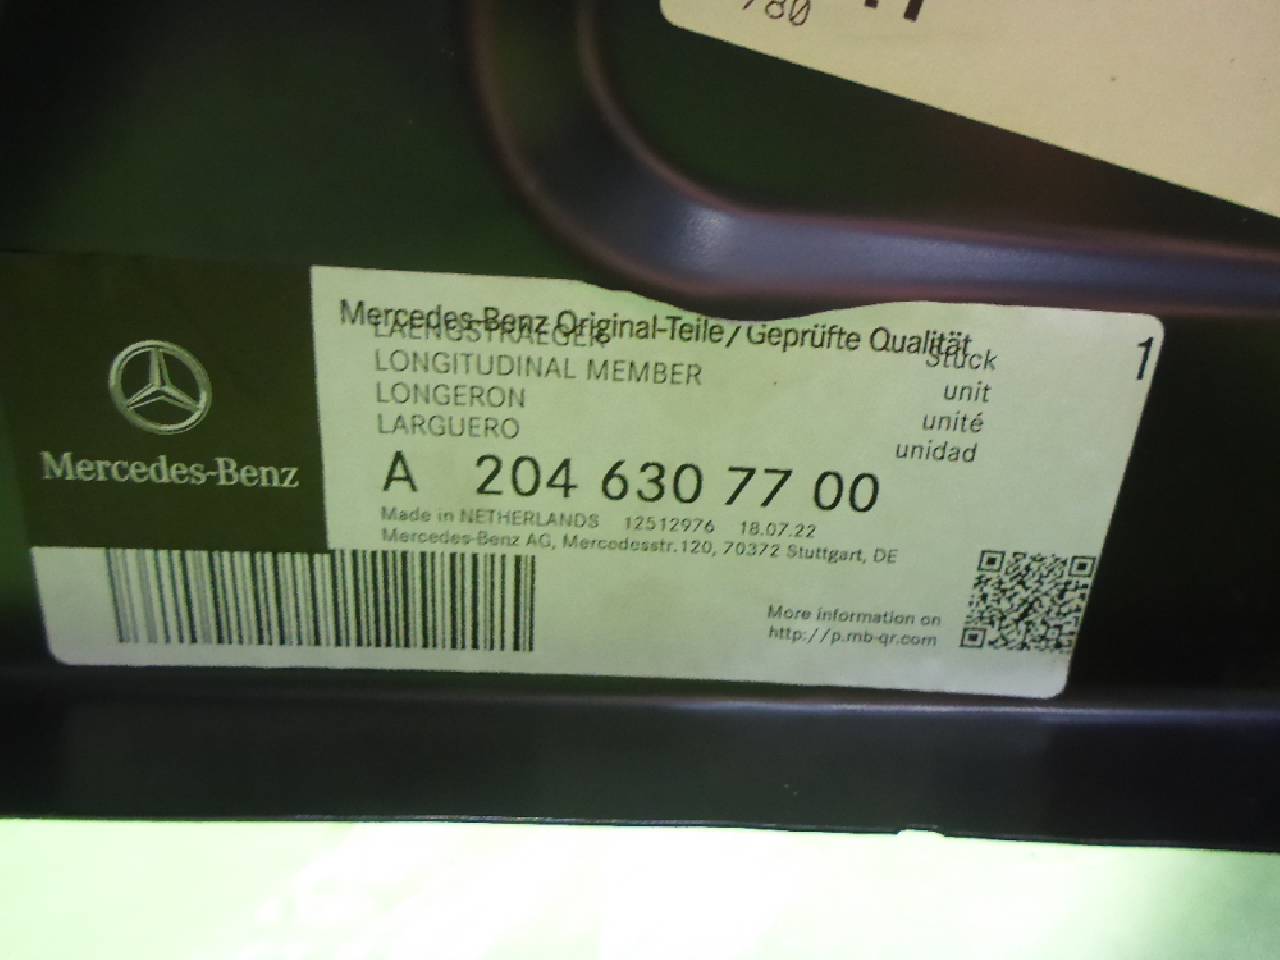 780
Mercedes-Benz Original-Teile/Geprüfte Qualität
LAENGSTRAEGER
LONGITUDINAL MEMBER
LONGERON
LARGUERO
Stück
unit
unité
unidad
1
A 204 630 77 00
Made in NETHERLANDS 12512976 18.07.22
Mercedes-Benz AG, Mercedesstr.120, 70372 Stuttgart, DE
Mercedes-Benz
More information on
http://p.mb-qr.com